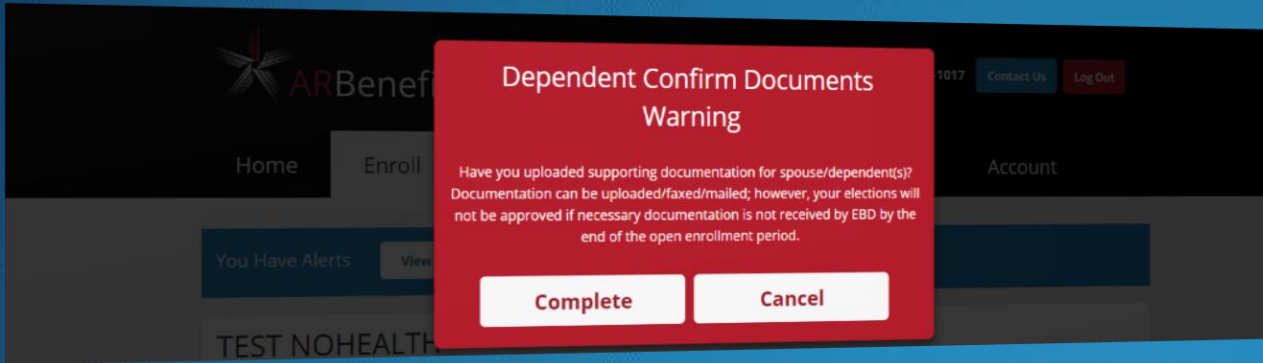 ARBenefi
1017
Contact Us
Log Out
Home
Enroll
Account
Dependent Confirm Documents
Warning
Have you uploaded supporting documentation for spouse/dependent(s)?
Documentation can be uploaded/faxed/mailed; however, your elections will
not be approved if necessary documentation is not received by EBD by the
end of the open enrollment period.
Complete
Cancel
You Have Alerts
View
TEST NOHEALTH